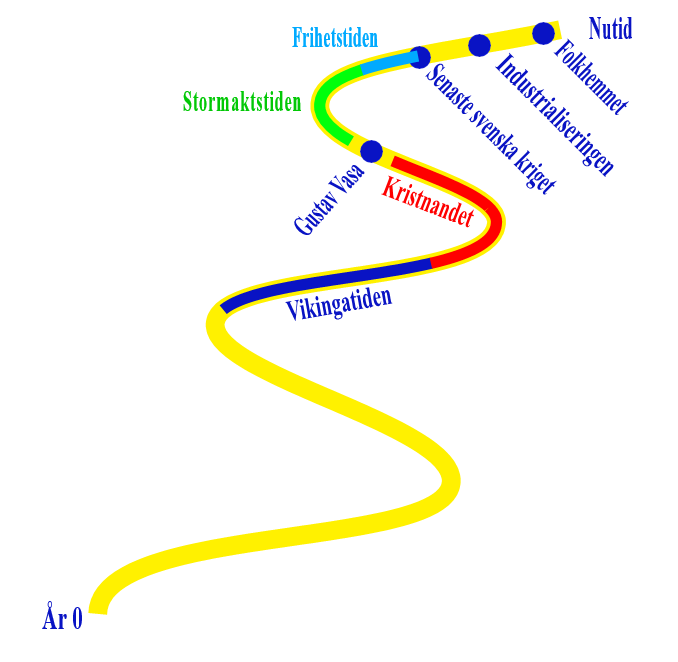 Nutid
Frihetstiden
Folkhemmet
Industrialiseringen
Senaste svenska kriget
Stormaktstiden
Gustav Vasa
Kristnandet
Vikingatiden
År 0